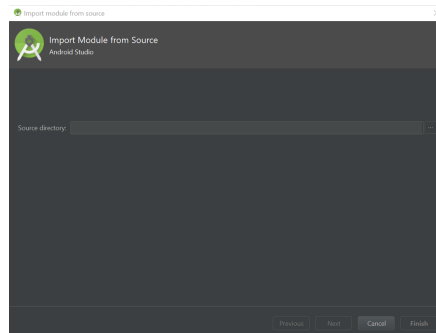 Import module from source
Import Module from Source
Android Studio
Source directory:
Previous
Next
Cancel
Finish